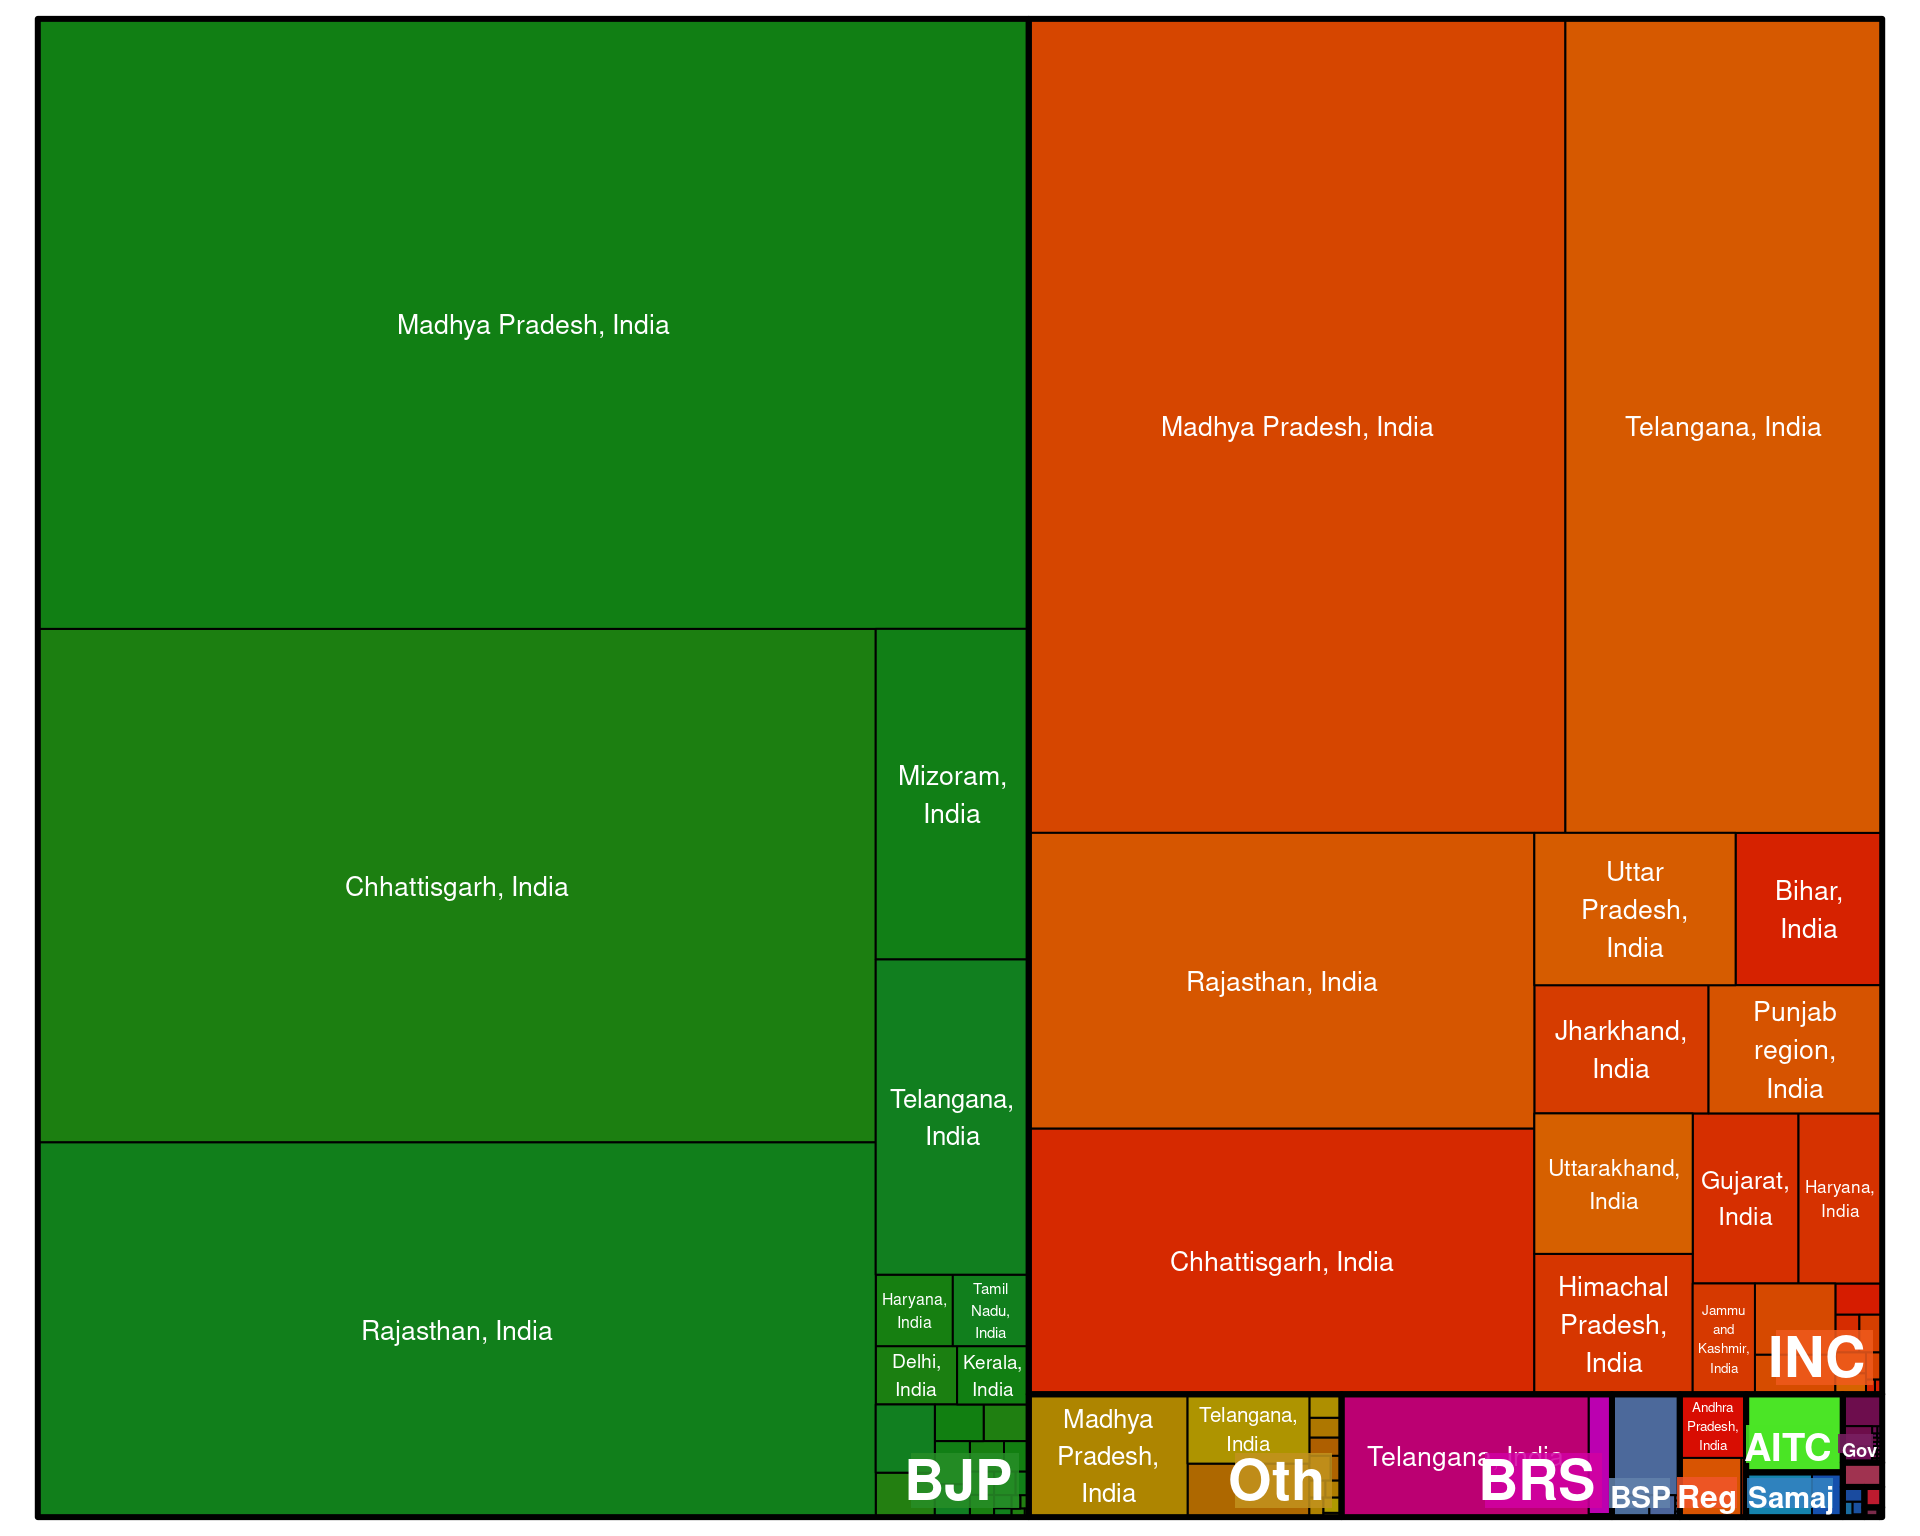 Madhya Pradesh, India
Chhattisgarh, India
Rajasthan, India
Mizoram,
India
Telangana,
India
Haryana,
India
Tamil
Nadu,
India
Delhi,
India
Kerala,
India
BJP
Madhya Pradesh, India
Telangana, India
Rajasthan, India
Chhattisgarh, India
Uttar
Pradesh,
India
Bihar,
India
Jharkhand,
India
Punjab
region,
India
Uttarakhand,
India
Gujarat,
India
Haryana,
India
Himachal
Pradesh,
India
Jammu
and
Kashmir,
India
INC
Madhya
Pradesh,
India
Telangana,
India
Oth
Telangana, India
BRS
BSP
Andhra
Pradesh,
India
Reg
AITC
Samaj
Gov